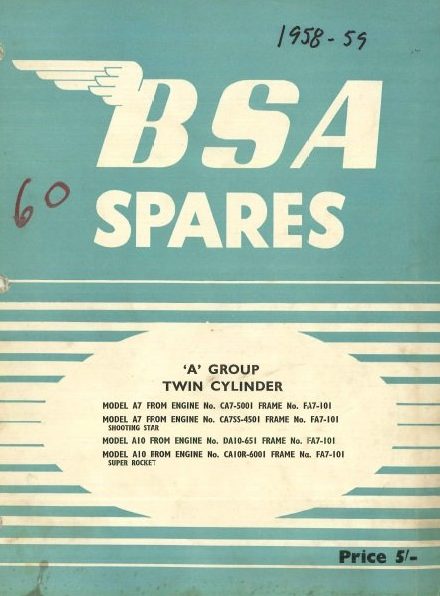 1958-59
BSA
60
SPARES
'A' GROUP
TWIN CYLINDER
MODEL A7 FROM ENGINE No. CA7-5001 FRAME No. FA7-101
MODEL A7 FROM ENGINE No. CA7SS-4501 FRAME No. FA7-101
SHOOTING STAR
MODEL A10 FROM ENGINE No. DA10-651 FRAME No. FA7-101
MODEL A10 FROM ENGINE No. CA10R-6001 FRAME No. FA7-101
SUPER ROCKET
Price 5/-